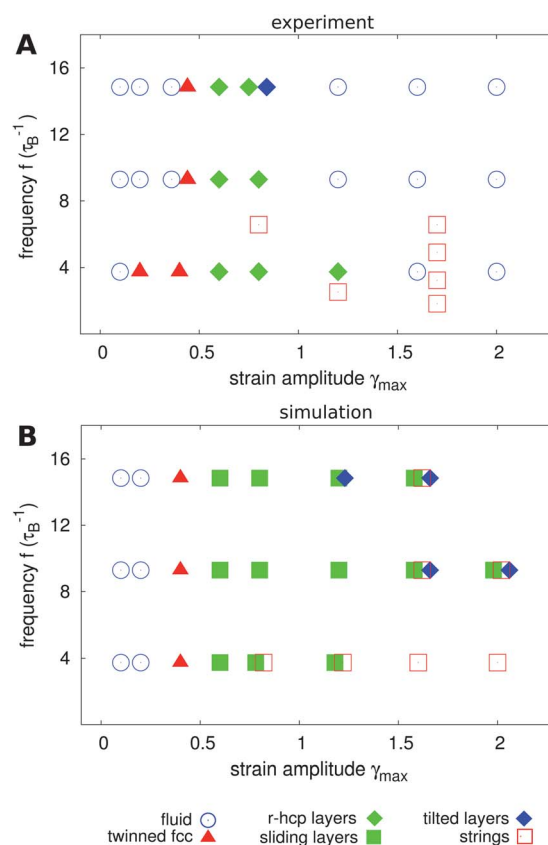 experiment
A
frequency f (τB-1)
16
12
8
4
0 0.5 1 1.5 2
strain amplitude γmax
simulation
B
frequency f (τB-1)
16
12
8
4
0 0.5 1 1.5 2
strain amplitude γmax
fluid r-hcp layers tilted layers
twinned fcc sliding layers strings